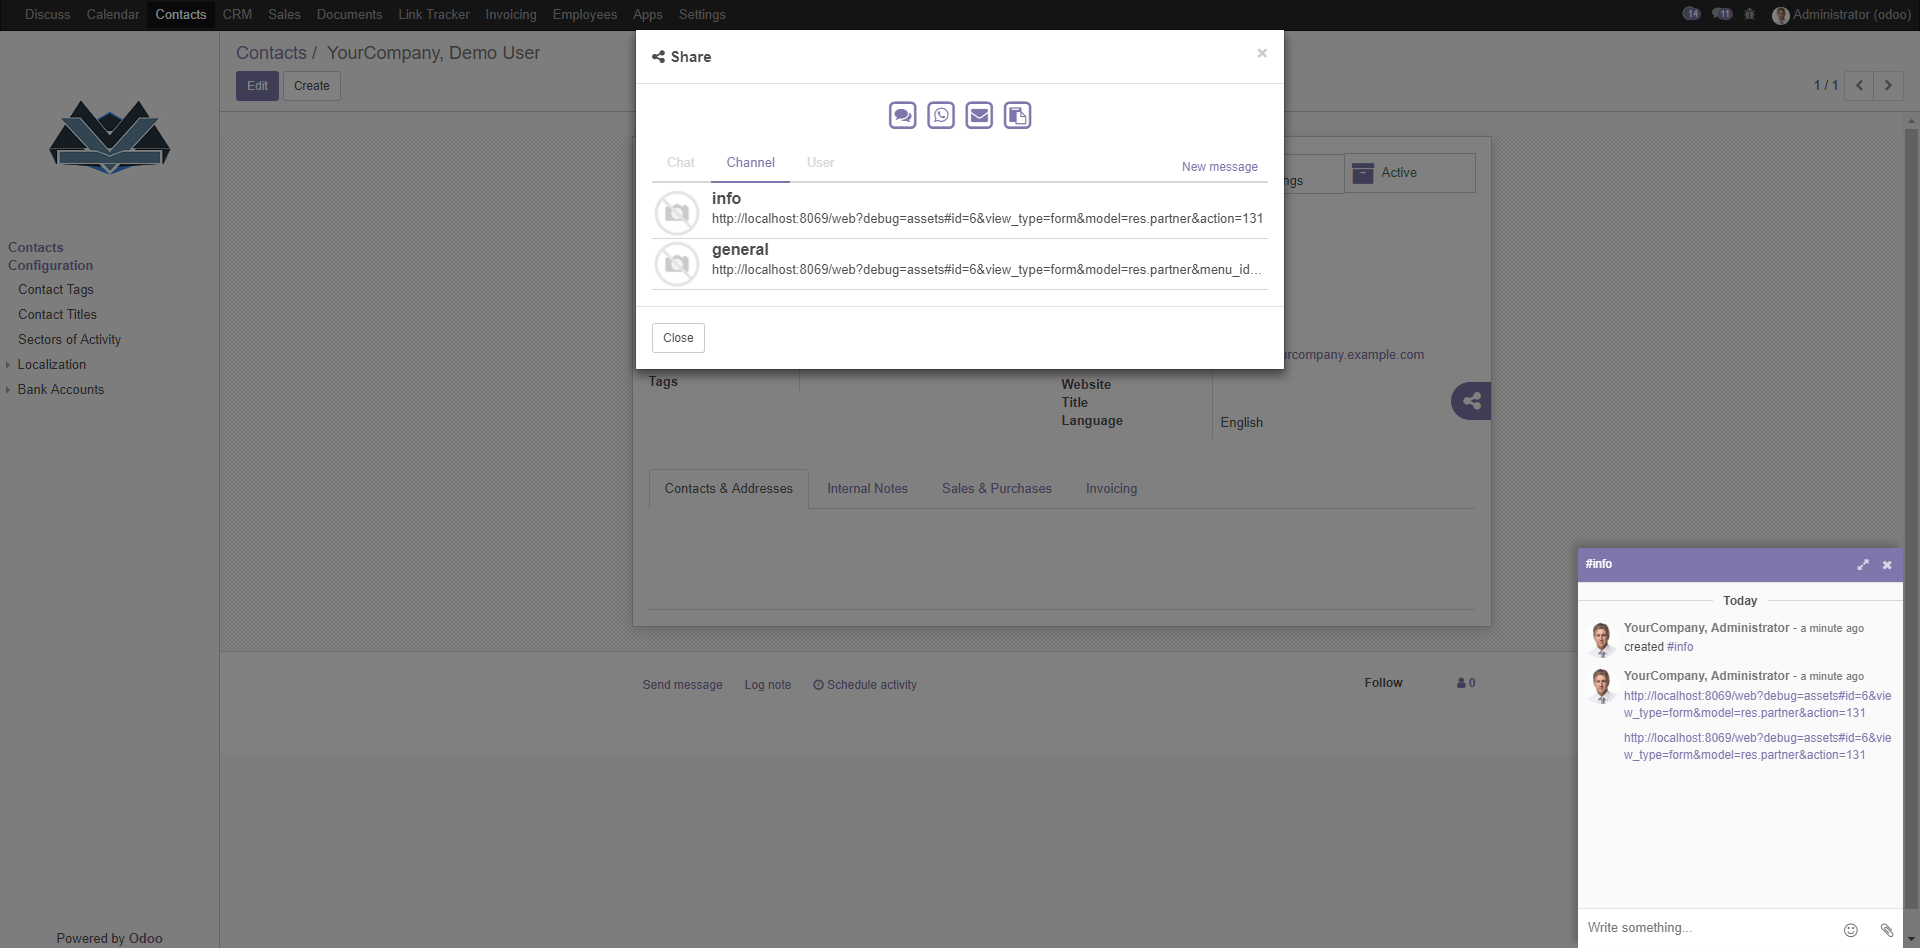 Discuss Calendar Contacts CRM Sales Documents Link Tracker Invoicing Employees Apps Settings 14 11 Administrator (odoo)
Contacts / YourCompany, Demo User
Edit Create
1 / 1
Contacts
Configuration
Contact Tags
Contact Titles
Sectors of Activity
Localization
Bank Accounts
Powered by Odoo
Share ×
Chat Channel User New message
info
http://localhost:8069/web?debug=assets#id=6&view_type=form&model=res.partner&action=131
general
http://localhost:8069/web?debug=assets#id=6&view_type=form&model=res.partner&menu_id...
Close
ngs
Active
urcompany.example.com
Tags
Website
Title
Language English
Contacts & Addresses Internal Notes Sales & Purchases Invoicing
Send message Log note Schedule activity Follow 0
#info
Today
YourCompany, Administrator - a minute ago
created #info
YourCompany, Administrator - a minute ago
http://localhost:8069/web?debug=assets#id=6&vie
w_type=form&model=res.partner&action=131
http://localhost:8069/web?debug=assets#id=6&vie
w_type=form&model=res.partner&action=131
Write something...